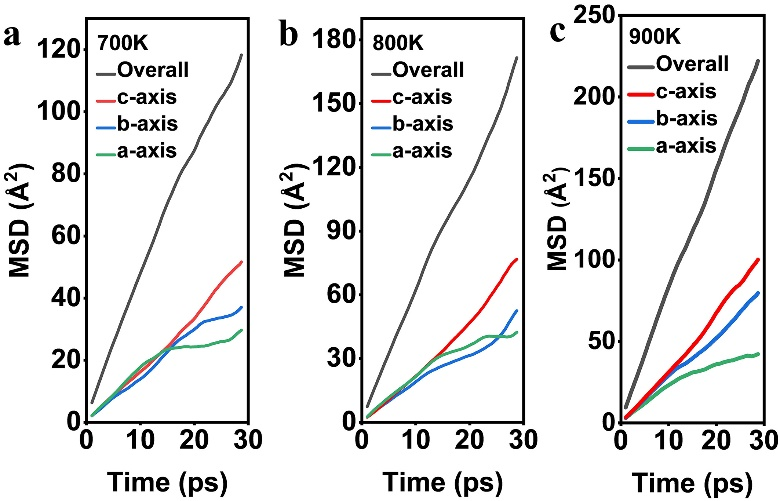 a
700K
Overall
c-axis
b-axis
a-axis
MSD (Å²)
120
100
80
60
40
20
0
0 10 20 30
Time (ps)
b
800K
Overall
c-axis
b-axis
a-axis
MSD (Å²)
180
150
120
90
60
30
0
0 10 20 30
Time (ps)
c
900K
Overall
c-axis
b-axis
a-axis
MSD (Å²)
250
200
150
100
50
0
0 10 20 30
Time (ps)